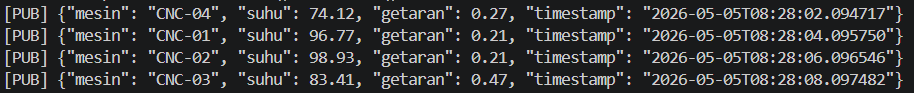 [PUB] {"mesin": "CNC-04", "suhu": 74.12, "getaran": 0.27, "timestamp": "2026-05-05T08:28:02.094717"}
[PUB] {"mesin": "CNC-01", "suhu": 96.77, "getaran": 0.21, "timestamp": "2026-05-05T08:28:04.095750"}
[PUB] {"mesin": "CNC-02", "suhu": 98.93, "getaran": 0.21, "timestamp": "2026-05-05T08:28:06.096546"}
[PUB] {"mesin": "CNC-03", "suhu": 83.41, "getaran": 0.47, "timestamp": "2026-05-05T08:28:08.097482"}